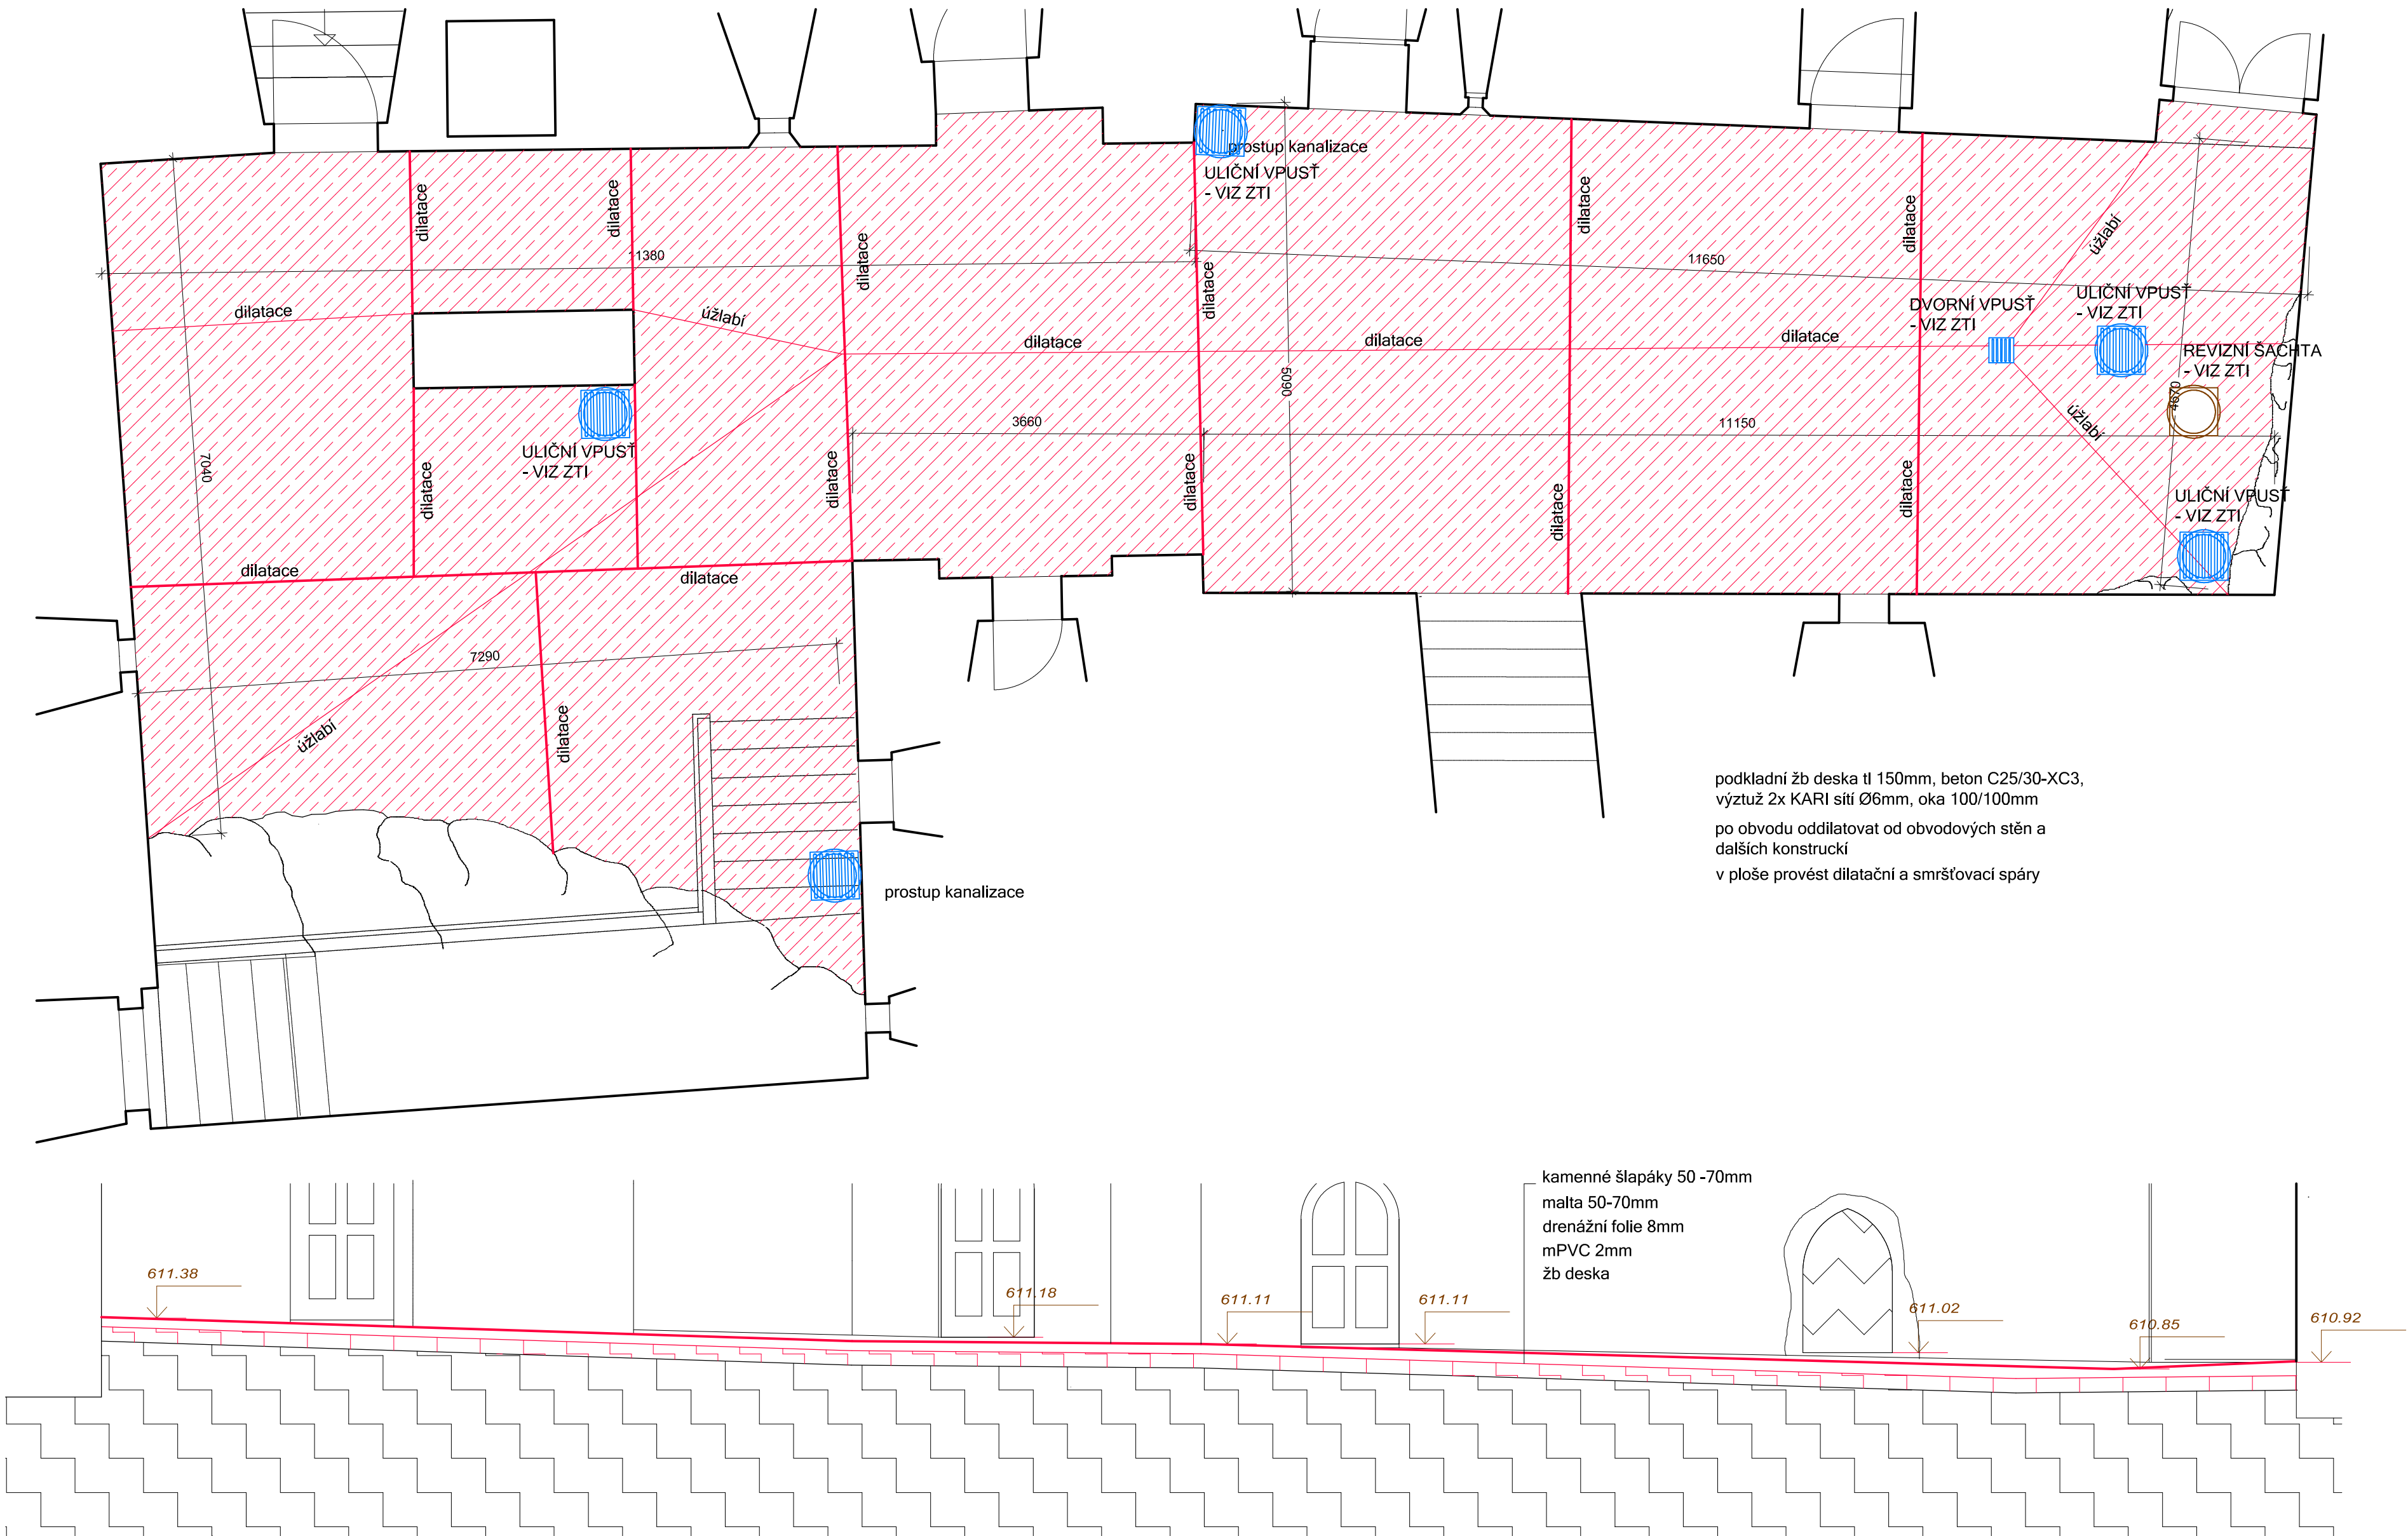 prostup kanalizace
ULIČNÍ VPUSŤ
- VIZ ZTI
dilatace
dilatace
dilatace
dilatace
dilatace
dilatace
úžlabí
11380
11650
dilatace
úžlabí
dilatace
dilatace
dilatace
DVORNÍ VPUSŤ
- VIZ ZTI
ULIČNÍ VPUSŤ
- VIZ ZTI
REVIZNÍ ŠACHTA
- VIZ ZTI
5090
4670
3660
11150
úžlabí
ULIČNÍ VPUSŤ
- VIZ ZTI
7040
dilatace
dilatace
dilatace
dilatace
dilatace
ULIČNÍ VPUSŤ
- VIZ ZTI
dilatace
dilatace
7290
úžlabí
dilatace
prostup kanalizace
podkladní žb deska tl 150mm, beton C25/30-XC3,
výztuž 2x KARI sítí Ø6mm, oka 100/100mm
po obvodu oddilatovat od obvodových stěn a
dalších konstrukcí
v ploše provést dilatační a smršťovací spáry
kamenné šlapáky 50 -70mm
malta 50-70mm
drenážní folie 8mm
mPVC 2mm
žb deska
611.38
611.18
611.11
611.11
611.02
610.85
610.92